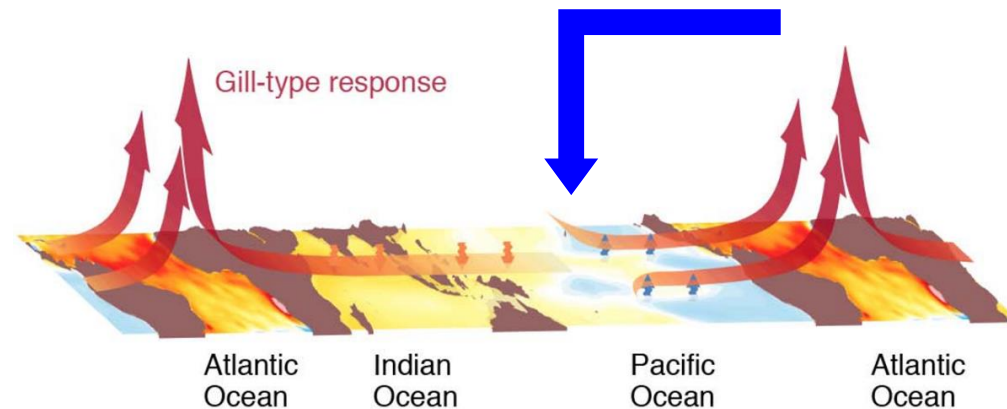 Gill-type response
Atlantic
Ocean
Indian
Ocean
Pacific
Ocean
Atlantic
Ocean